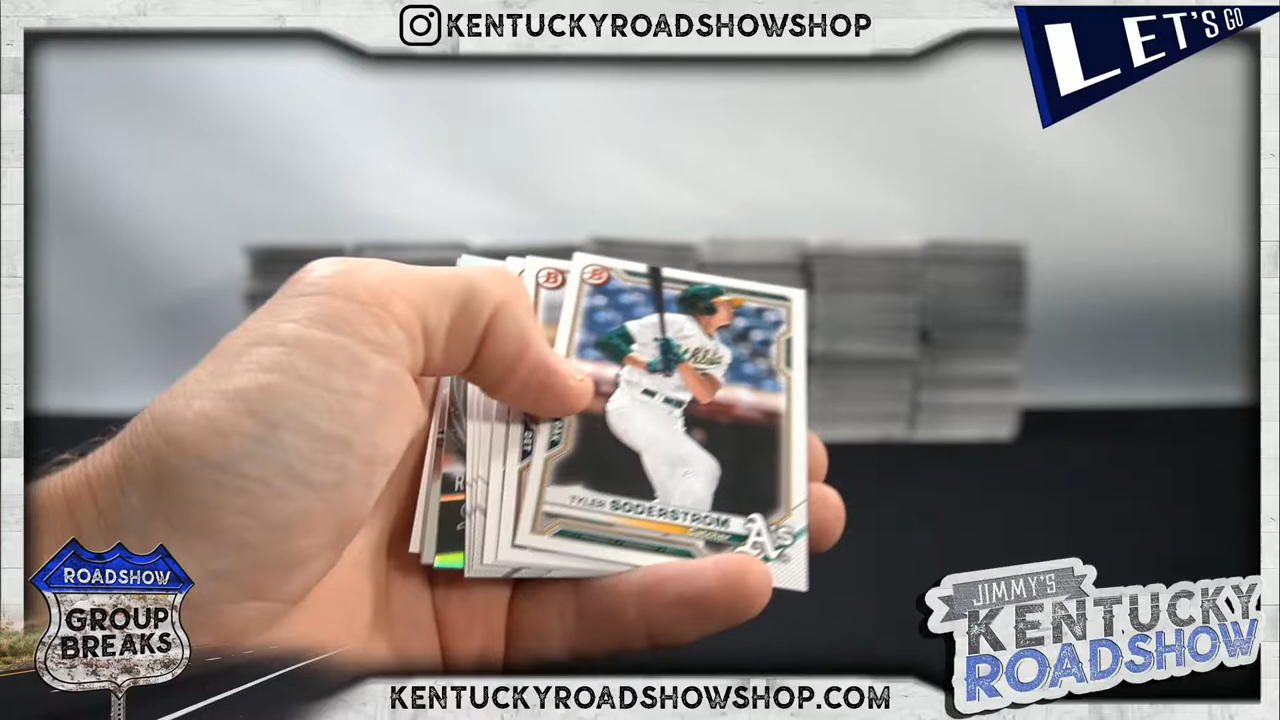 KENTUCKYROADSHOWSHOP
LET'S GO
B
B
TYLER SODERSTROM
A's
ROADSHOW
GROUP
BREAKS
JIMMY'S
KENTUCKY
ROADSHOW
KENTUCKYROADSHOWSHOP.COM